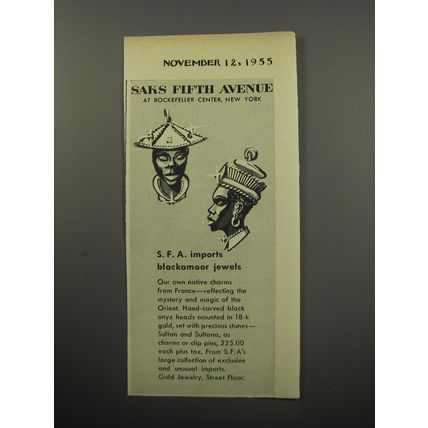 NOVEMBER 12, 1955
SAKS FIFTH AVENUE
AT ROCKEFELLER CENTER, NEW YORK
S. F. A. imports
blackamoor jewels
Our own native charms
from France—reflecting the
mystery and magic of the
Orient. Hand-carved black
onyx heads mounted in 18-k
gold, set with precious stones—
Sultan and Sultana, as
charms or clip pins, 225.00
each plus tax. From S.F.A's
large collection of exclusive
and unusual imports.
Gold Jewelry, Street Floor.